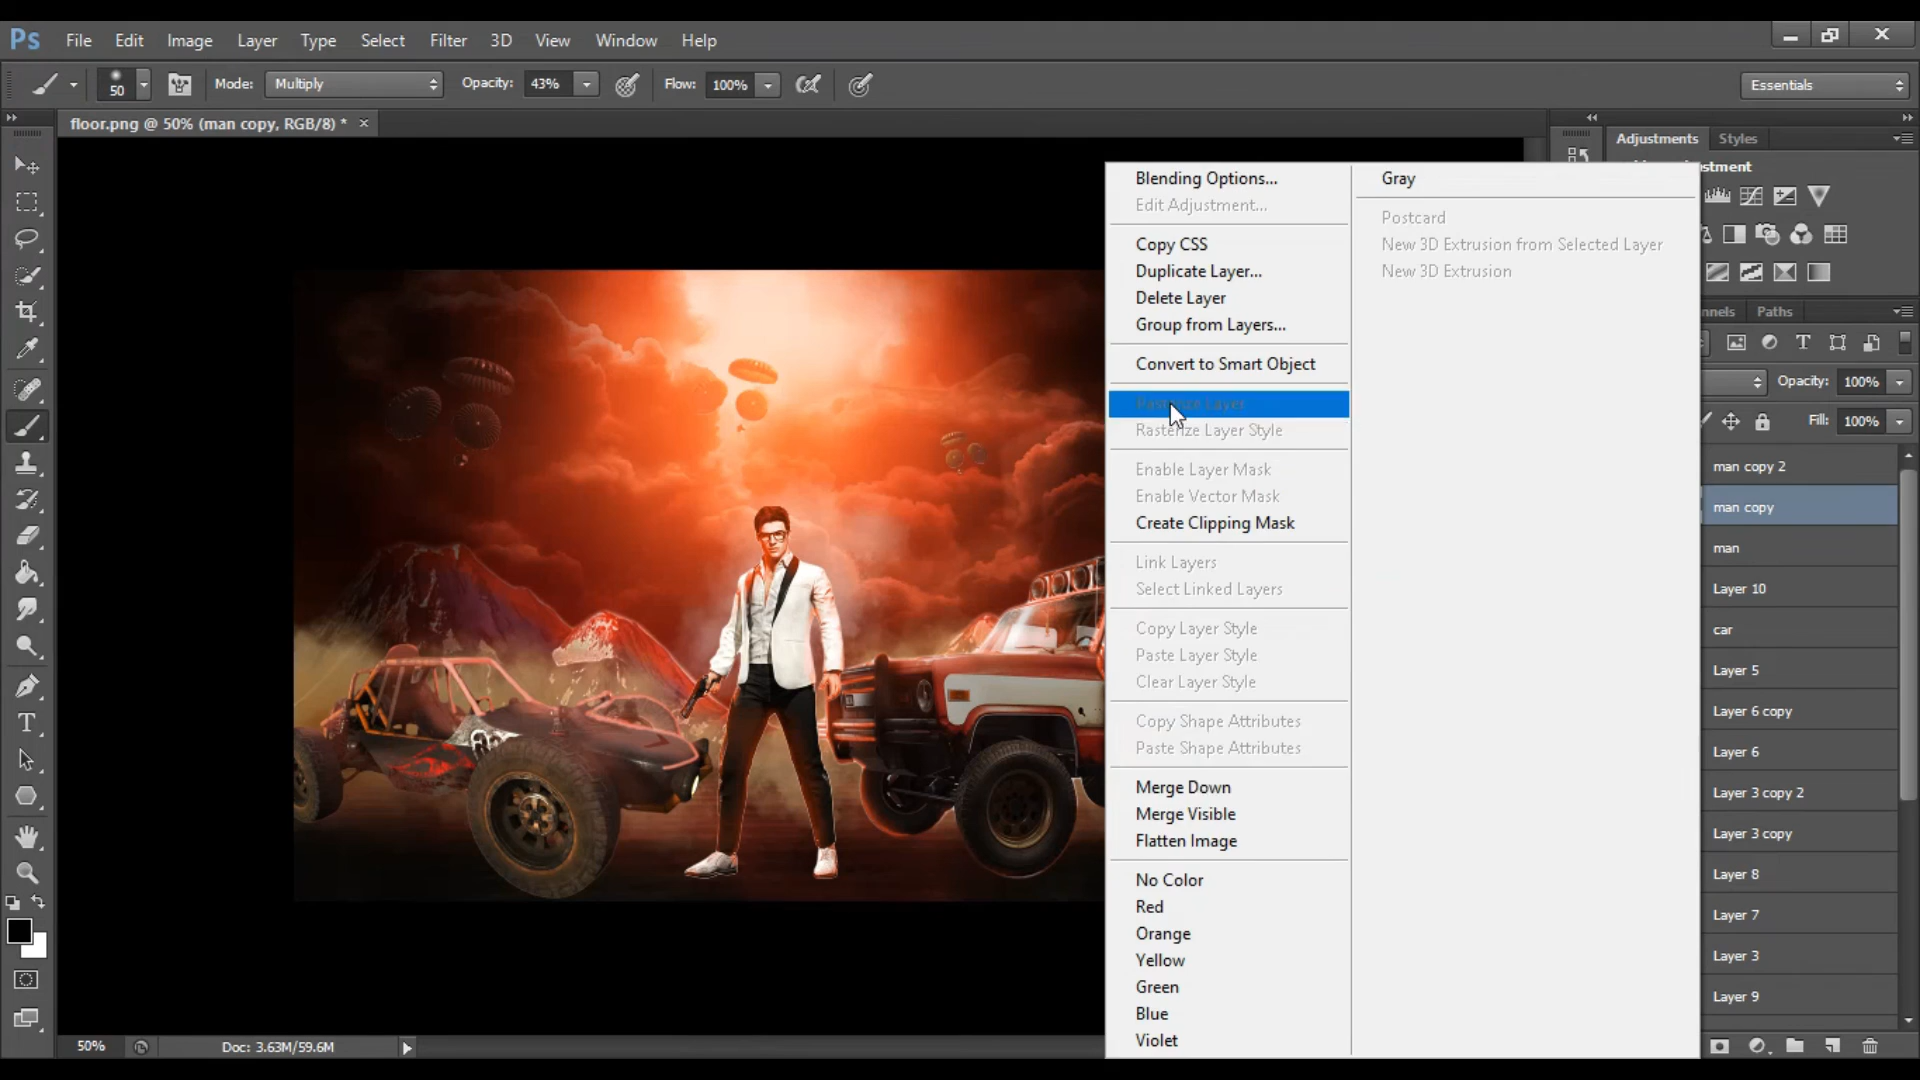 Ps File Edit Image Layer Type Select Filter 3D View Window Help
50 Mode: Multiply Opacity: 43% Flow: 100% Essentials
floor.png @ 50% (man copy, RGB/8) *
Adjustments Styles
Blending Options...
Edit Adjustment...
Copy CSS
Duplicate Layer...
Delete Layer
Group from Layers...
Convert to Smart Object
Rasterize Layer
Rasterize Layer Style
Enable Layer Mask
Enable Vector Mask
Create Clipping Mask
Link Layers
Select Linked Layers
Copy Layer Style
Paste Layer Style
Clear Layer Style
Copy Shape Attributes
Paste Shape Attributes
Merge Down
Merge Visible
Flatten Image
No Color
Red
Orange
Yellow
Green
Blue
Violet
Gray
Postcard
New 3D Extrusion from Selected Layer
New 3D Extrusion
stment
nnels Paths
Opacity: 100%
Fill: 100%
man copy 2
man copy
man
Layer 10
car
Layer 5
Layer 6 copy
Layer 6
Layer 3 copy 2
Layer 3 copy
Layer 8
Layer 7
Layer 3
Layer 9
50% Doc: 3.63M/59.6M